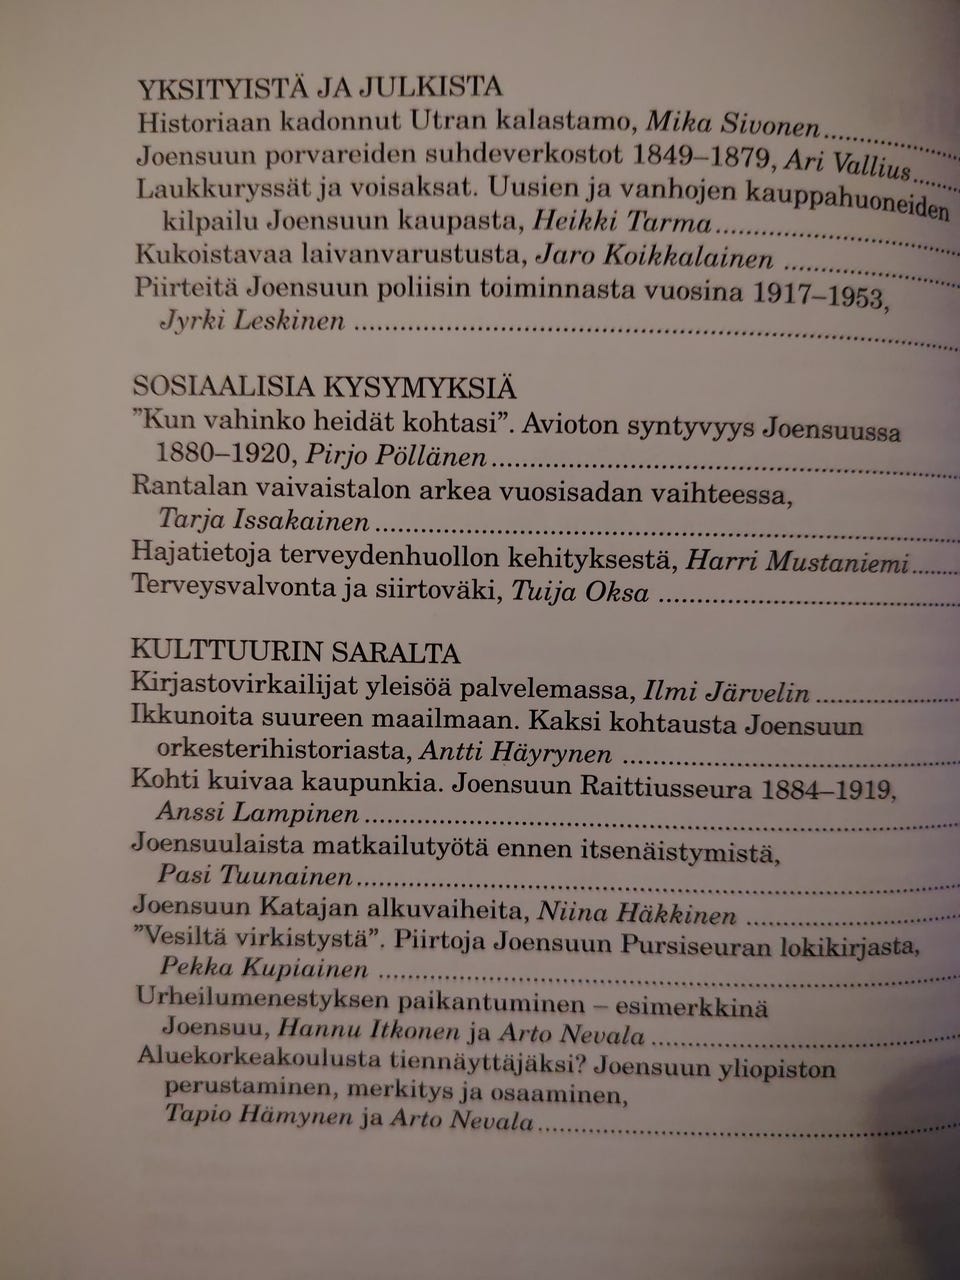 YKSITYISTÄ JA JULKISTA
Historiaan kadonnut Utran kalastamo, Mika Sivonen..........
Joensuun porvareiden suhdeverkostot 1849–1879, Ari Vallius.....
Laukkuryssät ja voisaksat. Uusien ja vanhojen kauppahuoneiden
kilpailu Joensuun kaupasta, Heikki Tarma..........
Kukoistavaa laivanvarustusta, Jaro Koikkalainen ..........
Piirteitä Joensuun poliisin toiminnasta vuosina 1917–1953,
Jyrki Leskinen ..........
SOSIAALISIA KYSYMYKSIÄ
”Kun vahinko heidät kohtasi”. Avioton syntyvyys Joensuussa
1880–1920, Pirjo Pöllänen..........
Rantalan vaivaistalon arkea vuosisadan vaihteessa,
Tarja Issakainen..........
Hajatietoja terveydenhuollon kehityksestä, Harri Mustaniemi.......
Terveysvalvonta ja siirtoväki, Tuija Oksa ..........
KULTTUURIN SARALTA
Kirjastovirkailijat yleisöä palvelemassa, Ilmi Järvelin ..........
Ikkunoita suureen maailmaan. Kaksi kohtausta Joensuun
orkesterihistoriasta, Antti Häyrynen ..........
Kohti kuivaa kaupunkia. Joensuun Raittiusseura 1884–1919,
Anssi Lampinen..........
Joensuulaista matkailutyötä ennen itsenäistymistä,
Pasi Tuunainen..........
Joensuun Katajan alkuvaiheita, Niina Häkkinen ..........
”Vesiltä virkistystä”. Piirtoja Joensuun Pursiseuran lokikirjasta,
Pekka Kupiainen ..........
Urheilumenestyksen paikantuminen – esimerkkinä
Joensuu, Hannu Itkonen ja Arto Nevala ..........
Aluekorkeakoulusta tiennäyttäjäksi? Joensuun yliopiston
perustaminen, merkitys ja osaaminen,
Tapio Hämynen ja Arto Nevala..........